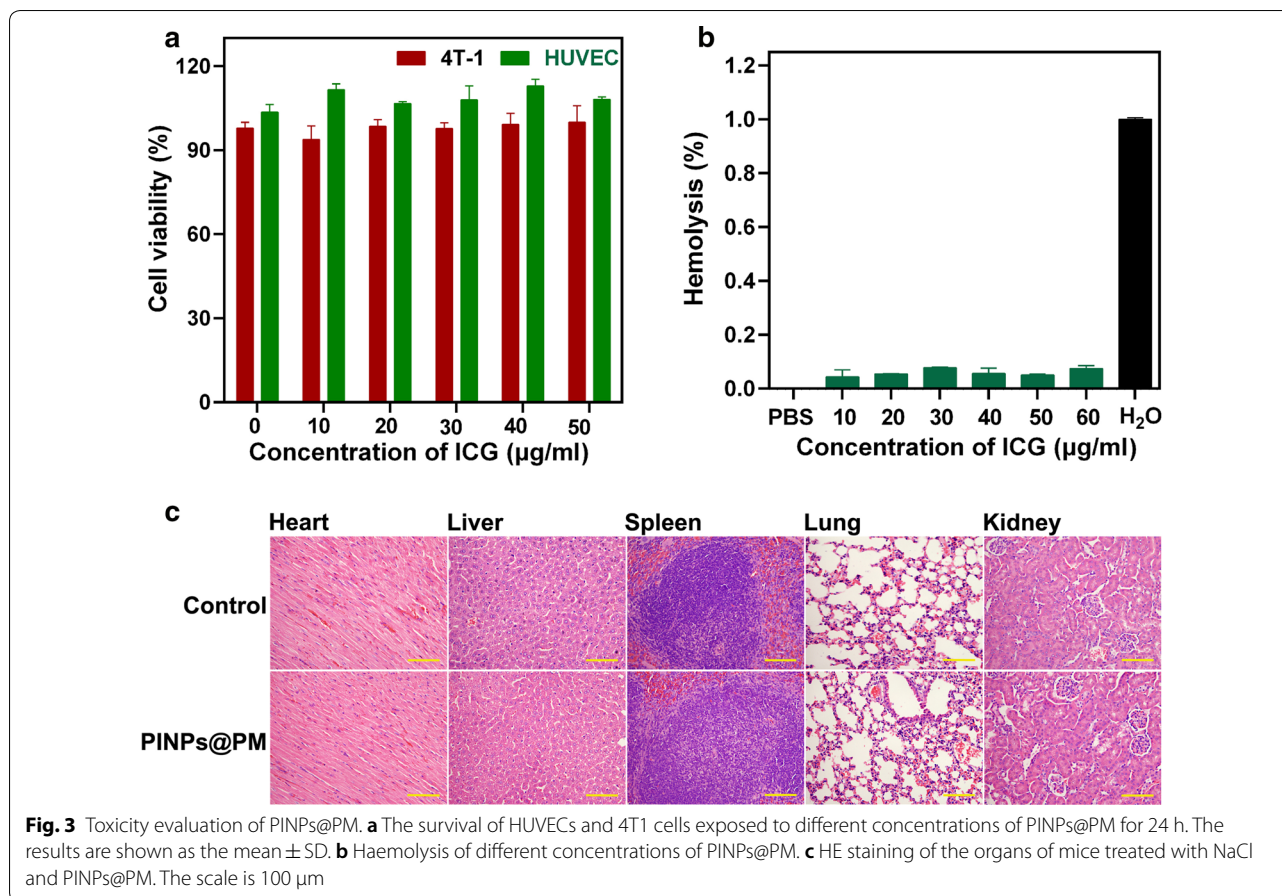 a
4T-1 HUVEC
Cell viability (%)
120
90
60
30
0
0 10 20 30 40 50
Concentration of ICG (µg/ml)
b
Hemolysis (%)
1.2
1.0
0.8
0.6
0.4
0.2
0.0
PBS 10 20 30 40 50 60 H₂O
Concentration of ICG (µg/ml)
c
Heart Liver Spleen Lung Kidney
Control
PINPs@PM
Fig. 3 Toxicity evaluation of PINPs@PM. a The survival of HUVECs and 4T1 cells exposed to different concentrations of PINPs@PM for 24 h. The
results are shown as the mean ± SD. b Haemolysis of different concentrations of PINPs@PM. c HE staining of the organs of mice treated with NaCl
and PINPs@PM. The scale is 100 µm